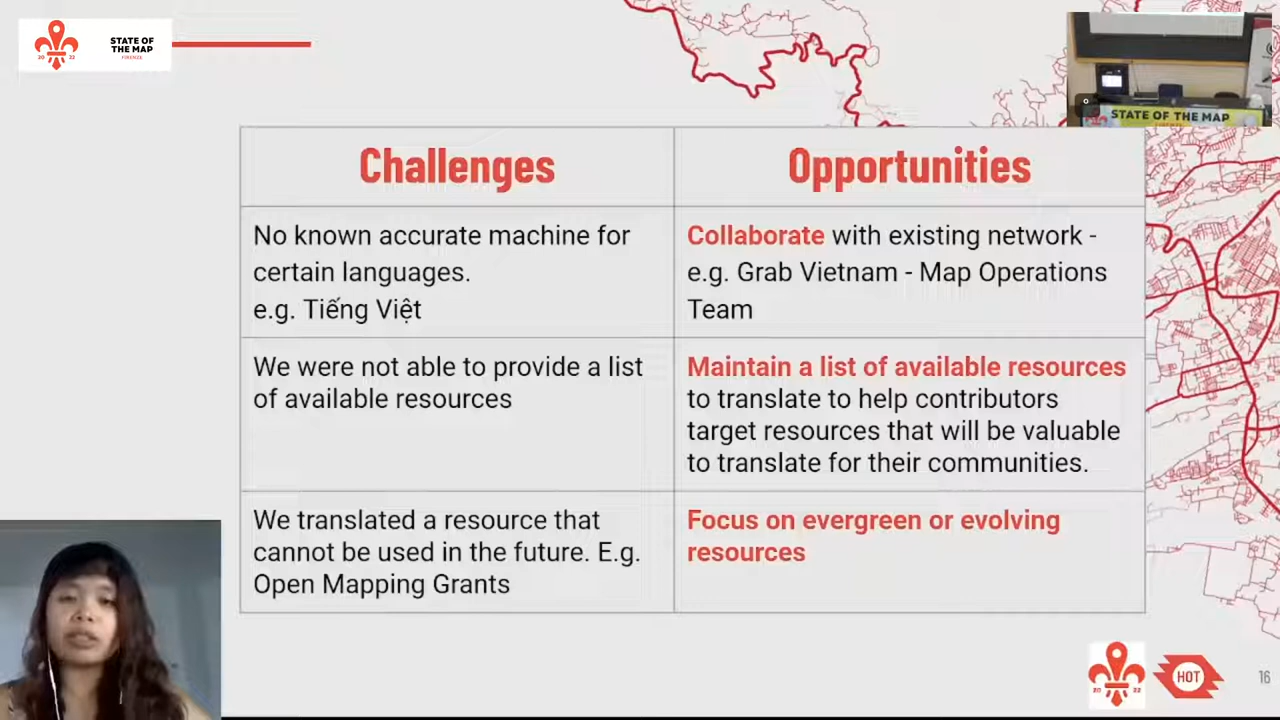 STATE OF
THE MAP
FIRENZE
20 22
STATE OF THE MAP
Challenges
Opportunities
No known accurate machine for
certain languages.
e.g. Tiếng Việt
Collaborate with existing network -
e.g. Grab Vietnam - Map Operations
Team
We were not able to provide a list
of available resources
Maintain a list of available resources
to translate to help contributors
target resources that will be valuable
to translate for their communities.
We translated a resource that
cannot be used in the future. E.g.
Open Mapping Grants
Focus on evergreen or evolving
resources
20 22
HOT
16